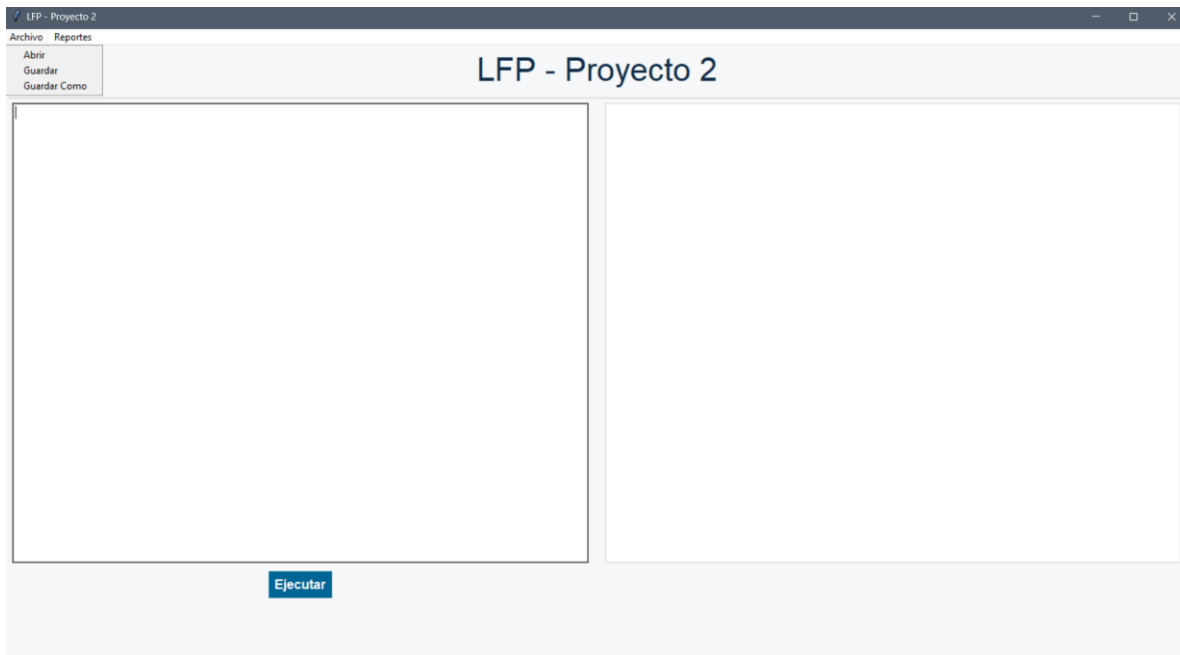 LFP - Proyecto 2
Archivo Reportes
Abrir
Guardar
Guardar Como
LFP - Proyecto 2
Ejecutar